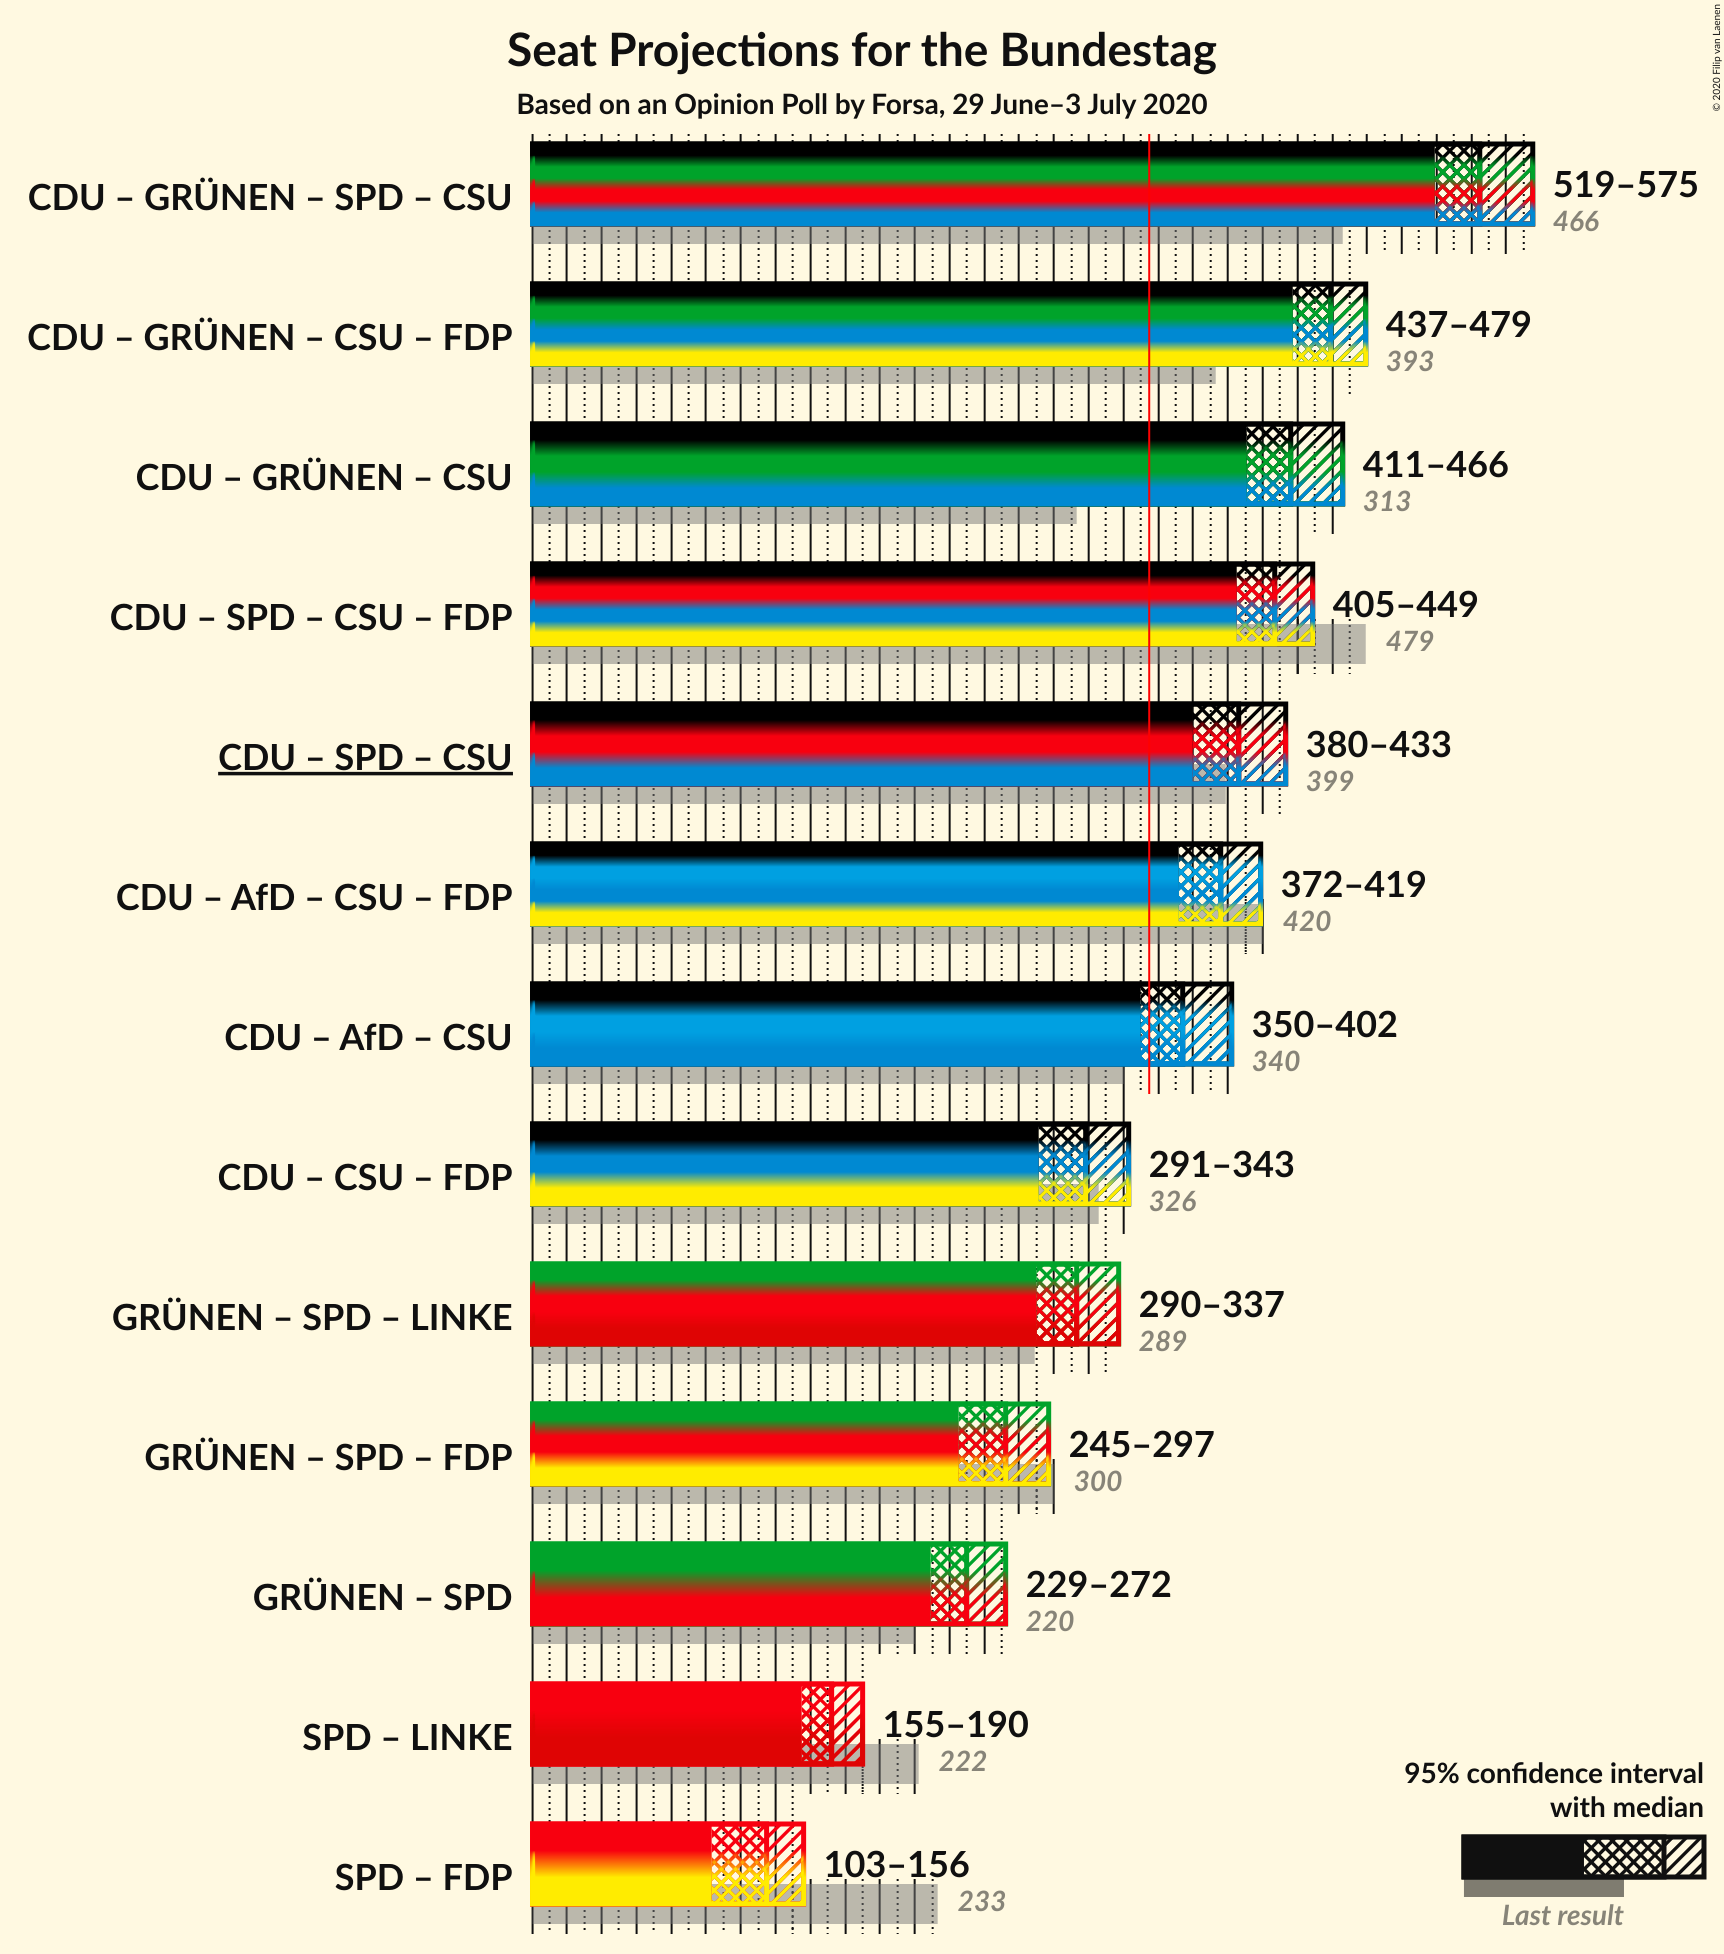 Seat Projections for the Bundestag
Based on an Opinion Poll by Forsa, 29 June–3 July 2020
© 2020 Filip van Laenen
CDU – GRÜNEN – SPD – CSU
519–575
466
CDU – GRÜNEN – CSU – FDP
437–479
393
CDU – GRÜNEN – CSU
411–466
313
CDU – SPD – CSU – FDP
405–449
479
CDU – SPD – CSU
380–433
399
CDU – AfD – CSU – FDP
372–419
420
CDU – AfD – CSU
350–402
340
CDU – CSU – FDP
291–343
326
GRÜNEN – SPD – LINKE
290–337
289
GRÜNEN – SPD – FDP
245–297
300
GRÜNEN – SPD
229–272
220
SPD – LINKE
155–190
222
SPD – FDP
103–156
233
95% confidence interval
with median
Last result